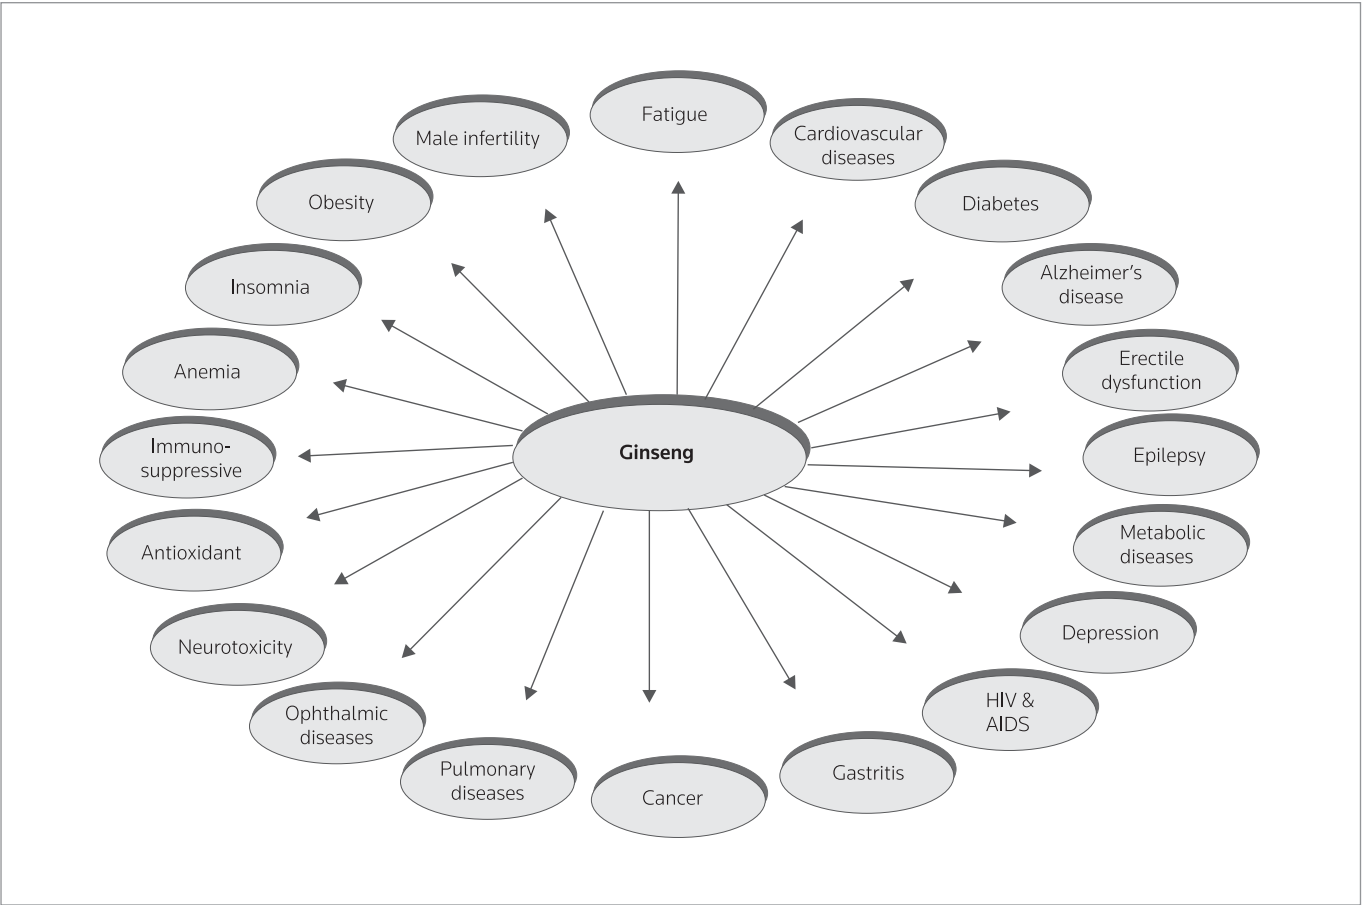 Fatigue
Cardiovascular
diseases
Diabetes
Alzheimer’s
disease
Erectile
dysfunction
Epilepsy
Metabolic
diseases
Depression
HIV &
AIDS
Gastritis
Cancer
Pulmonary
diseases
Ophthalmic
diseases
Neurotoxicity
Antioxidant
Immuno-
suppressive
Anemia
Insomnia
Obesity
Male infertility
Ginseng